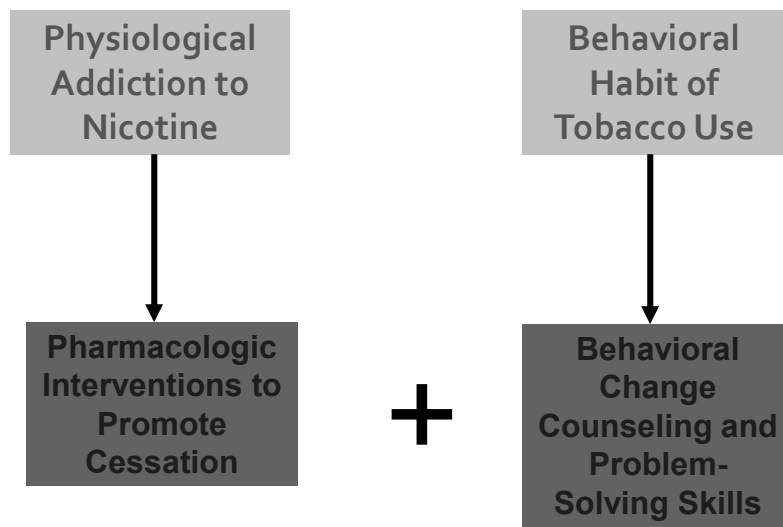 Physiological
Addiction to
Nicotine
Behavioral
Habit of
Tobacco Use
Pharmacologic
Interventions to
Promote
Cessation
+
Behavioral
Change
Counseling and
Problem-
Solving Skills